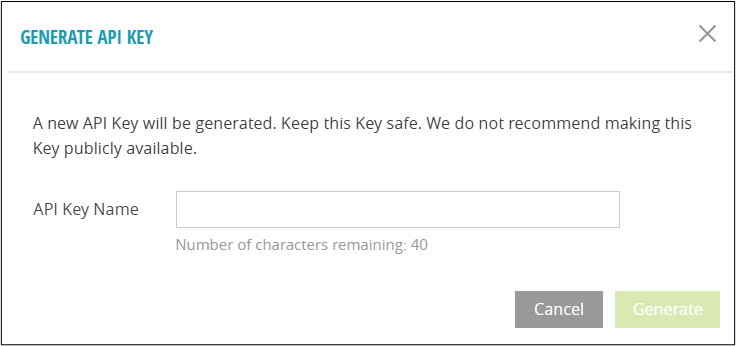 GENERATE API KEY
A new API Key will be generated. Keep this Key safe. We do not recommend making this
Key publicly available.
API Key Name
Number of characters remaining: 40
Cancel Generate